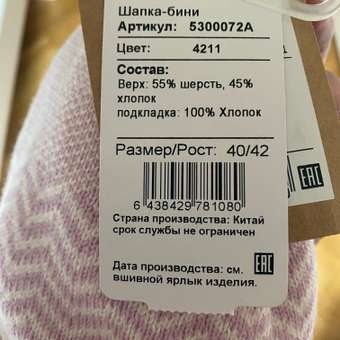 Шапка-бини
Артикул: 5300072A
Цвет: 4211
Состав:
Верх: 55% шерсть, 45%
хлопок
подкладка: 100% Хлопок
Размер/Рост: 40/42
6 438429 781080
Страна производства: Китай
срок службы не ограничен
Дата производства: см.
вшивной ярлык изделия.
EAC
EAC